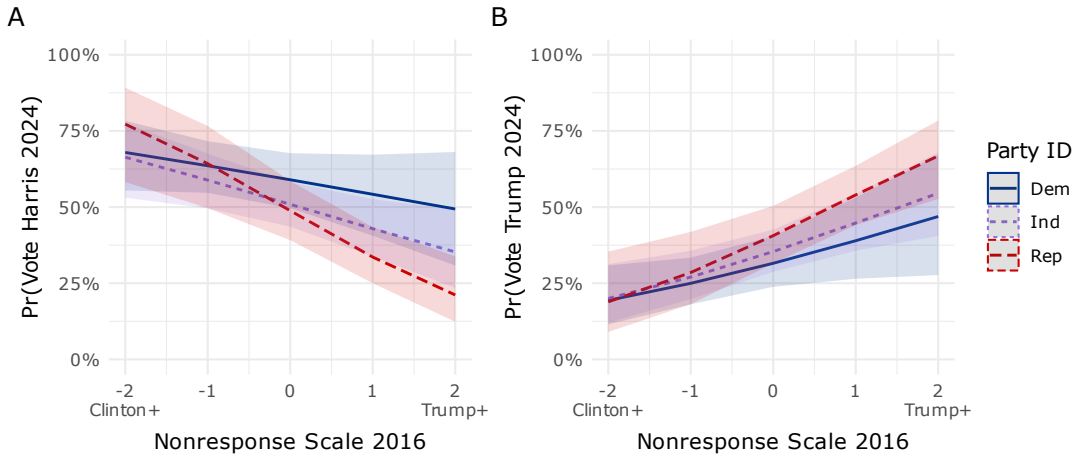 A
Pr(Vote Harris 2024)
100%
75%
50%
25%
0%
-2 -1 0 1 2
Clinton+ Trump+
Nonresponse Scale 2016
B
Pr(Vote Trump 2024)
100%
75%
50%
25%
0%
-2 -1 0 1 2
Clinton+ Trump+
Nonresponse Scale 2016
Party ID
Dem
Ind
Rep